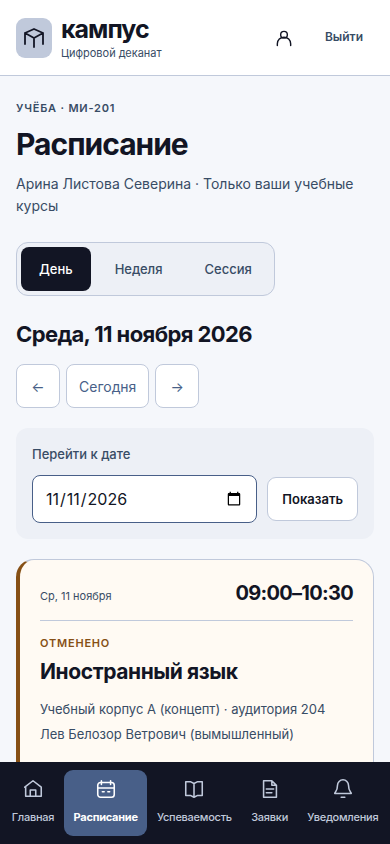 кампус
Цифровой деканат
Выйти
УЧЁБА · МИ-201
Расписание
Арина Листова Северина · Только ваши учебные
курсы
День
Неделя
Сессия
Среда, 11 ноября 2026
←
Сегодня
→
Перейти к дате
11/11/2026
Показать
Ср, 11 ноября
09:00–10:30
ОТМЕНЕНО
Иностранный язык
Учебный корпус А (концепт) · аудитория 204
Лев Белозор Ветрович (вымышленный)
Главная
Расписание
Успеваемость
Заявки
Уведомления